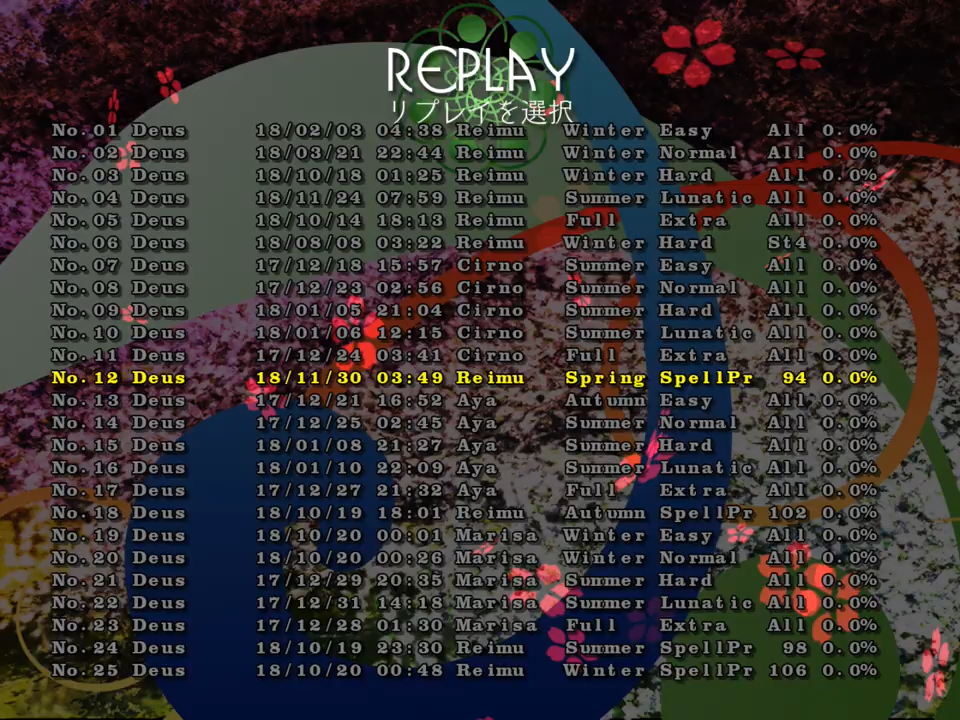 REPLAY
リプレイを選択
No.01 Deus 18/02/03 04:38 Reimu Winter Easy All 0.0%
No.02 Deus 18/03/21 22:44 Reimu Winter Normal All 0.0%
No.03 Deus 18/10/18 01:25 Reimu Winter Hard All 0.0%
No.04 Deus 18/11/24 07:59 Reimu Summer Lunatic All 0.0%
No.05 Deus 18/10/14 18:13 Reimu Full Extra All 0.0%
No.06 Deus 18/08/08 03:22 Reimu Winter Hard St4 0.0%
No.07 Deus 17/12/18 15:57 Cirno Summer Easy All 0.0%
No.08 Deus 17/12/23 02:56 Cirno Summer Normal All 0.0%
No.09 Deus 18/01/05 21:04 Cirno Summer Hard All 0.0%
No.10 Deus 18/01/06 12:15 Cirno Summer Lunatic All 0.0%
No.11 Deus 17/12/24 03:41 Cirno Full Extra All 0.0%
No.12 Deus 18/11/30 03:49 Reimu Spring SpellPr 94 0.0%
No.13 Deus 17/12/21 16:52 Aya Autumn Easy All 0.0%
No.14 Deus 17/12/25 02:45 Aya Summer Normal All 0.0%
No.15 Deus 18/01/08 21:27 Aya Summer Hard All 0.0%
No.16 Deus 18/01/10 22:09 Aya Summer Lunatic All 0.0%
No.17 Deus 17/12/27 21:32 Aya Full Extra All 0.0%
No.18 Deus 18/10/19 18:01 Reimu Autumn SpellPr 102 0.0%
No.19 Deus 18/10/20 00:01 Marisa Winter Easy All 0.0%
No.20 Deus 18/10/20 00:26 Marisa Winter Normal All 0.0%
No.21 Deus 17/12/29 20:35 Marisa Summer Hard All 0.0%
No.22 Deus 17/12/31 14:18 Marisa Summer Lunatic All 0.0%
No.23 Deus 17/12/28 01:30 Marisa Full Extra All 0.0%
No.24 Deus 18/10/19 23:30 Reimu Summer SpellPr 98 0.0%
No.25 Deus 18/10/20 00:48 Reimu Winter SpellPr 106 0.0%